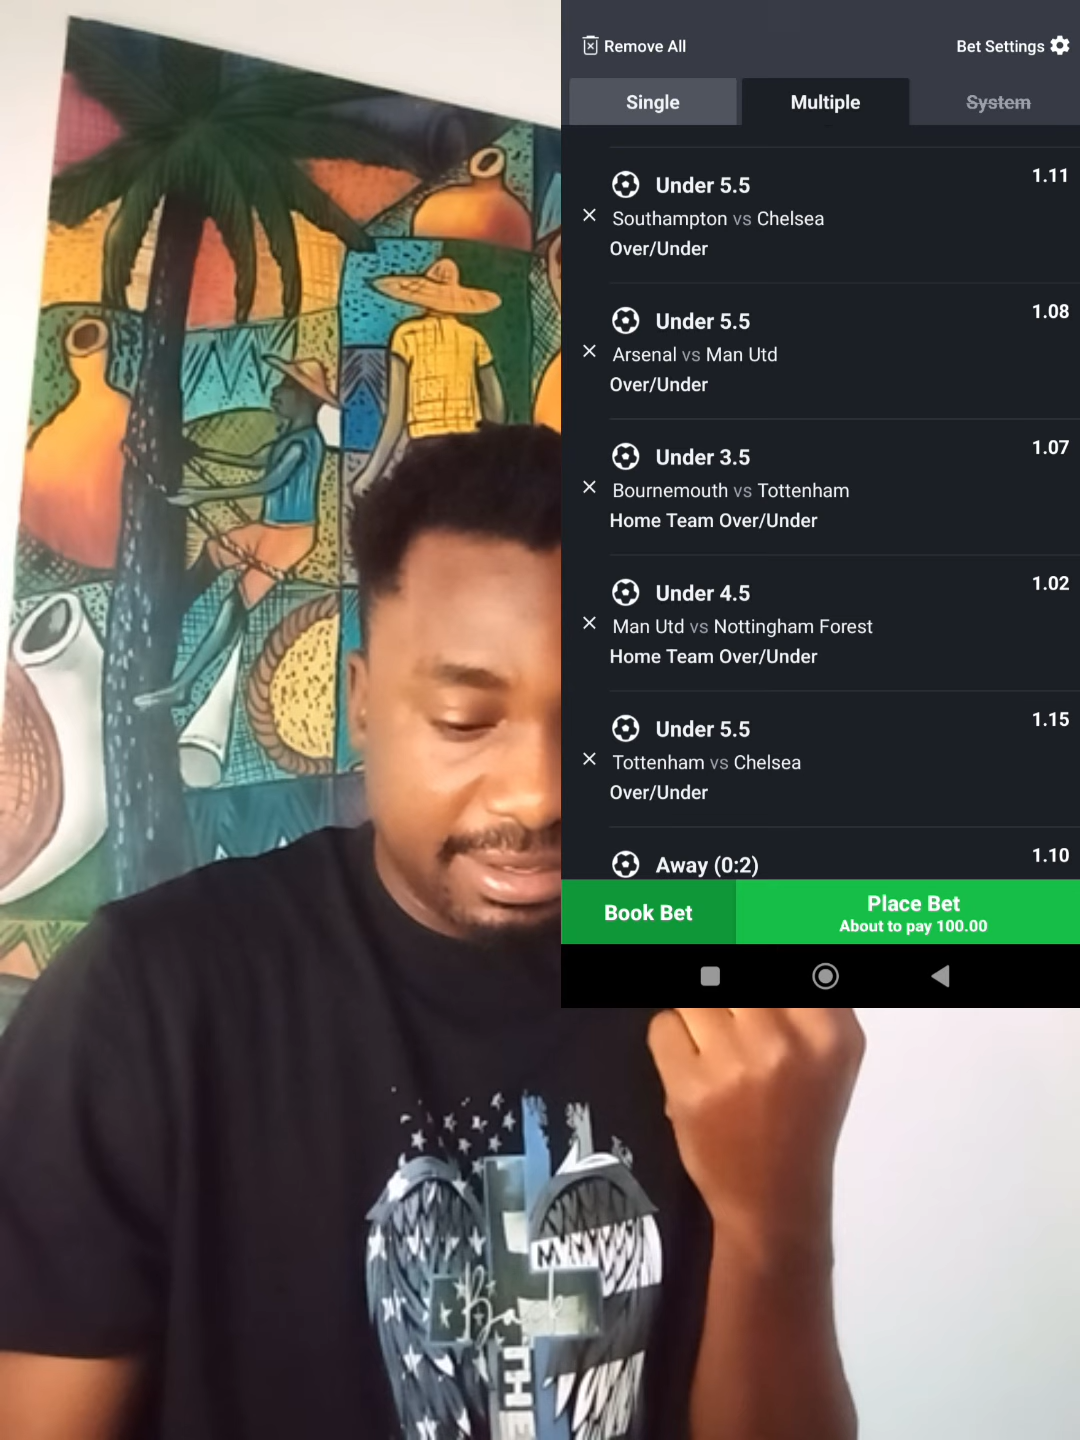 Remove All
Bet Settings
Single
Multiple
System
Under 5.5
1.11
Southampton vs Chelsea
Over/Under
Under 5.5
1.08
Arsenal vs Man Utd
Over/Under
Under 3.5
1.07
Bournemouth vs Tottenham
Home Team Over/Under
Under 4.5
1.02
Man Utd vs Nottingham Forest
Home Team Over/Under
Under 5.5
1.15
Tottenham vs Chelsea
Over/Under
Away (0:2)
1.10
Book Bet
Place Bet
About to pay 100.00
Back
THE